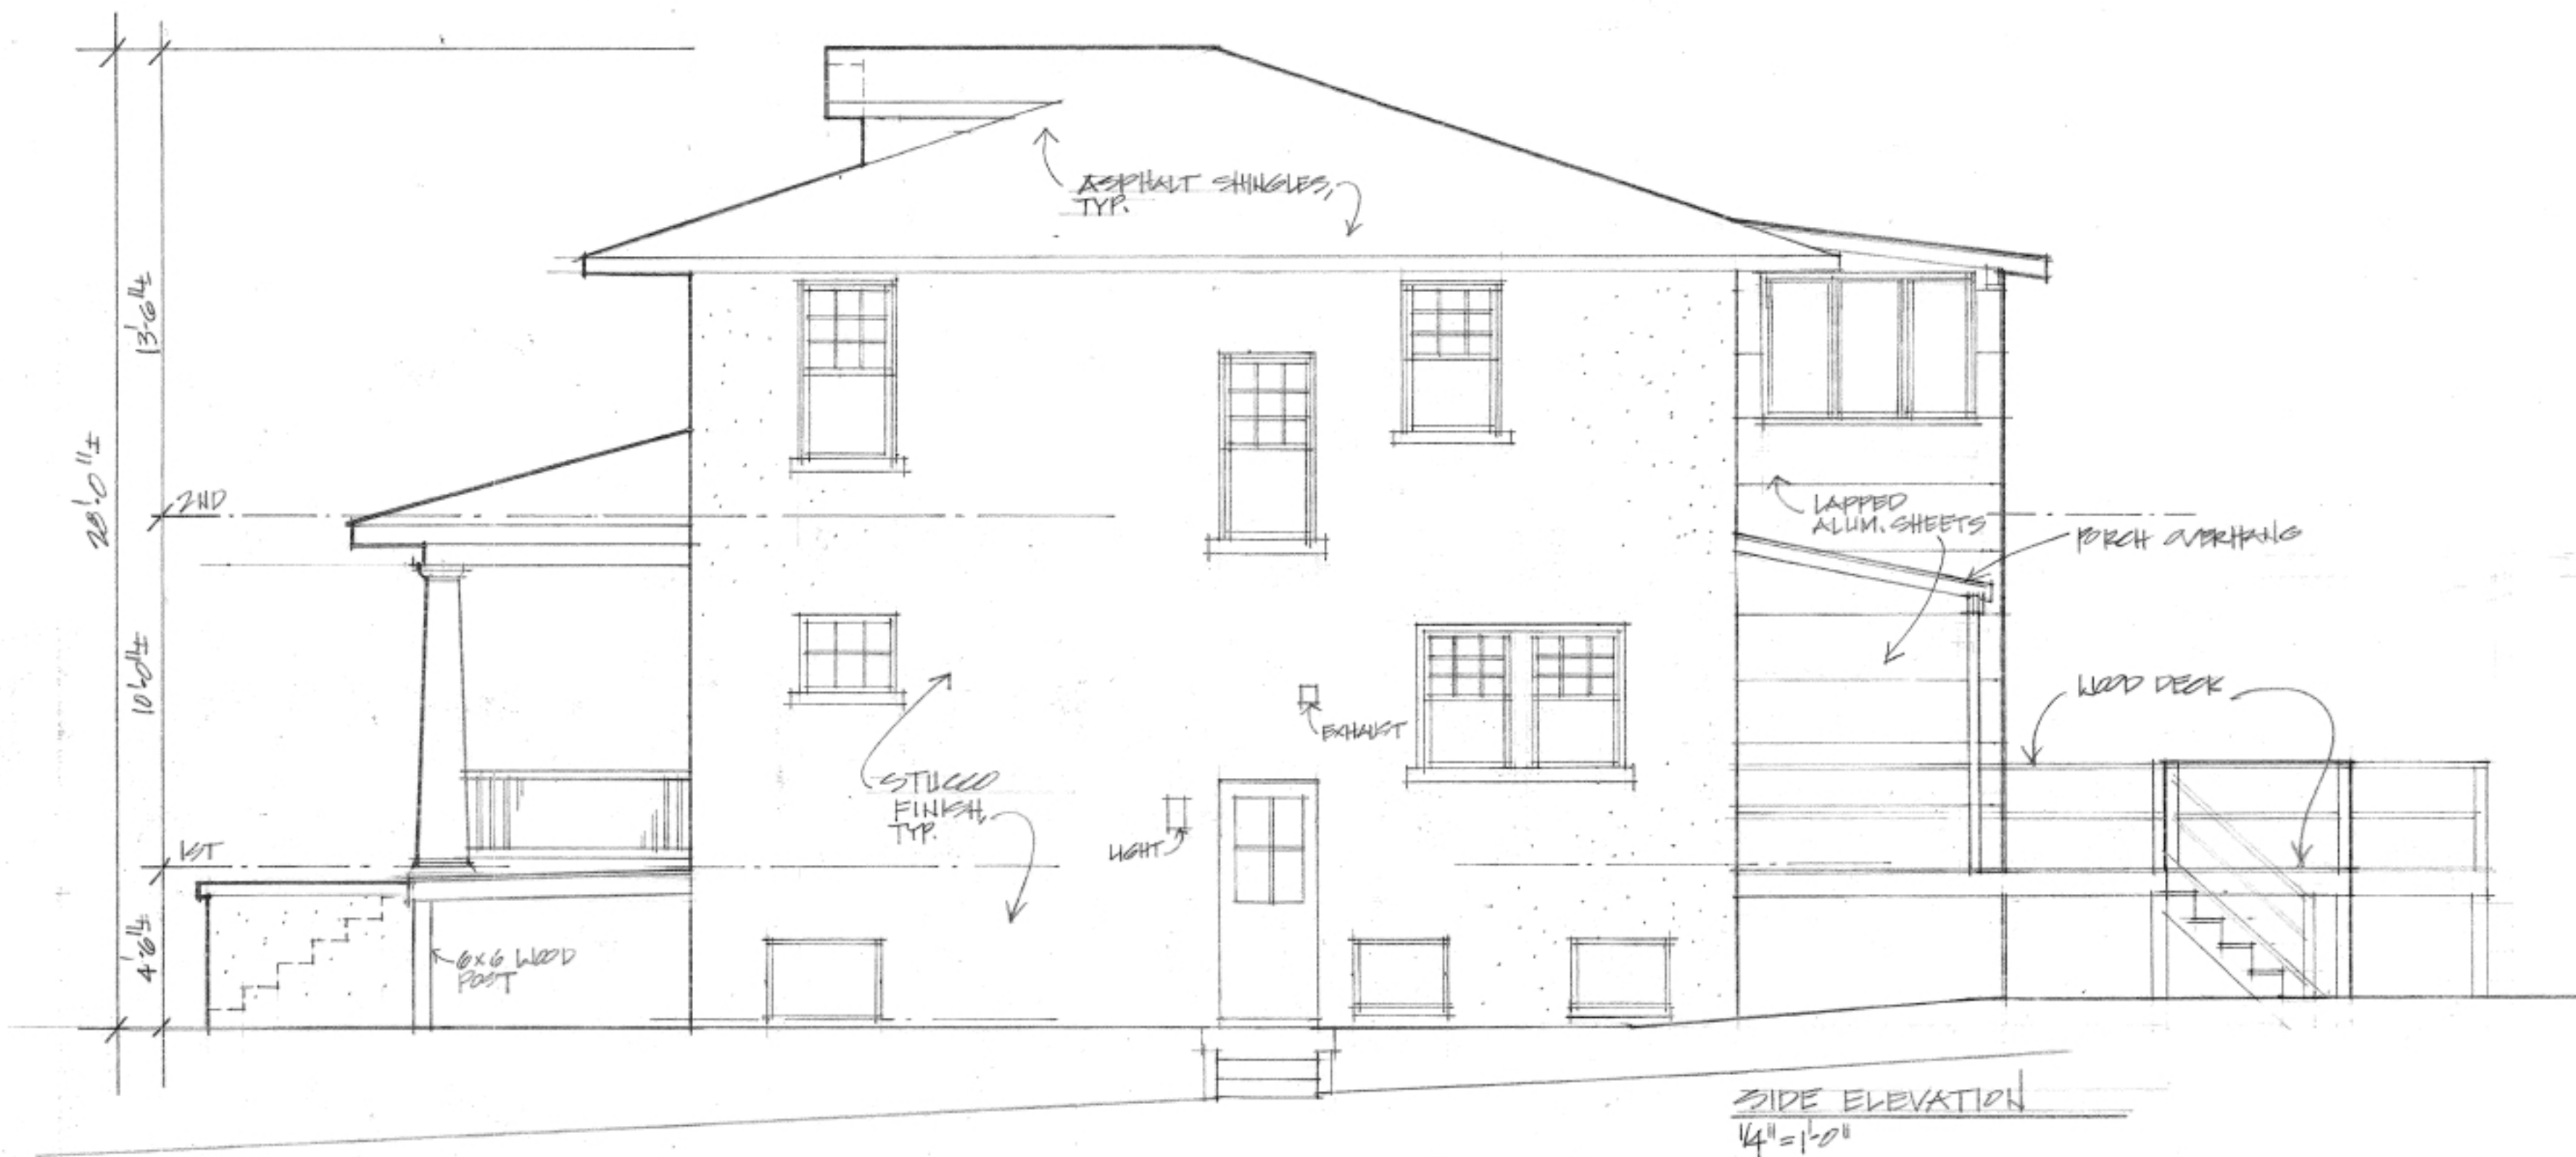 ASPHALT SHINGLES,
TYP.
13'-6"±
28'-0"±
2ND
LAPPED
ALUM. SHEETS
PORCH OVERHANG
10'-0"±
WOOD DECK
EXHAUST
STUCCO
FINISH,
TYP.
LIGHT
1ST
4'-6"±
6x6 WOOD
POST
SIDE ELEVATION
1/4"=1'-0"